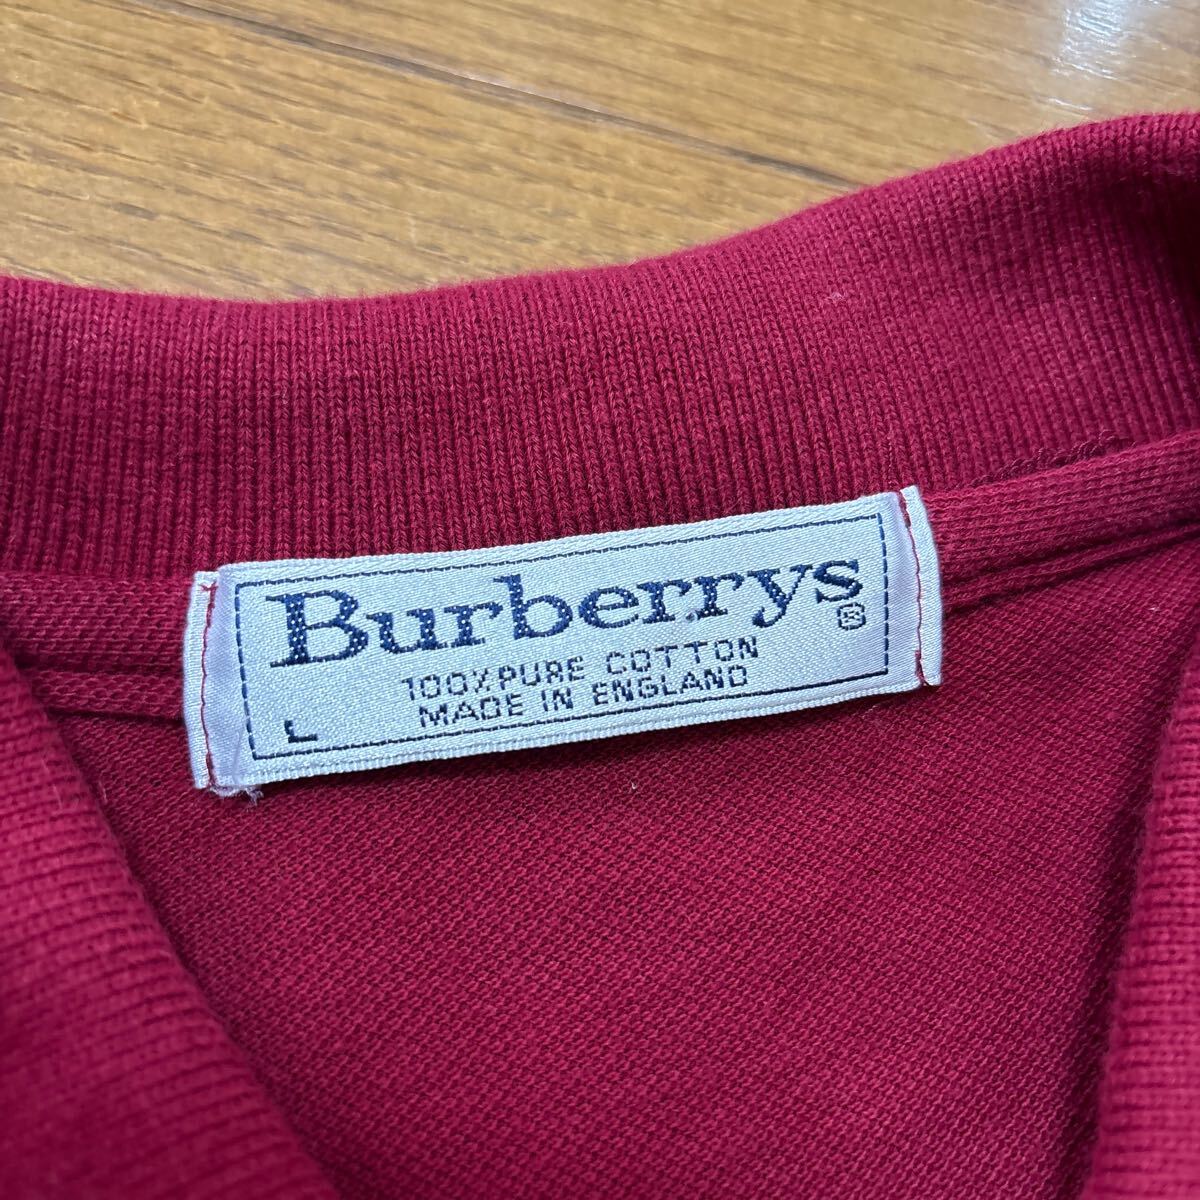 Burberrys®
100% PURE COTTON
MADE IN ENGLAND
L